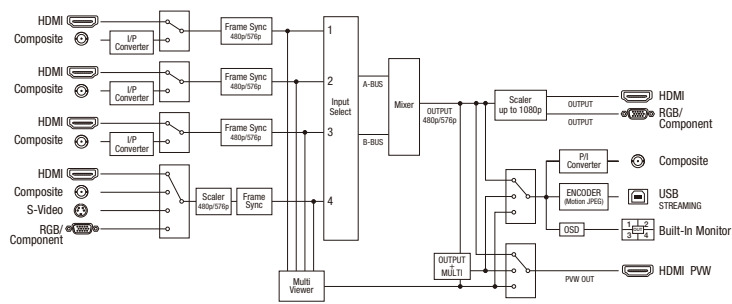 HDMI
Composite
I/P
Converter
Frame Sync
480p/576p
HDMI
Composite
I/P
Converter
Frame Sync
480p/576p
HDMI
Composite
I/P
Converter
Frame Sync
480p/576p
HDMI
Composite
S-Video
RGB/
Component
Scaler
480p/576p
Frame
Sync
1
2
3
4
Input
Select
Multi
Viewer
A-BUS
B-BUS
Mixer
OUTPUT
480p/576p
OUTPUT
+
MULTI
Scaler
up to 1080p
OUTPUT
OUTPUT
HDMI
RGB/
Component
P/I
Converter
Composite
ENCODER
(Motion JPEG)
USB
STREAMING
OSD
1 2
OUT
3 4
Built-In Monitor
PVW OUT
HDMI PVW